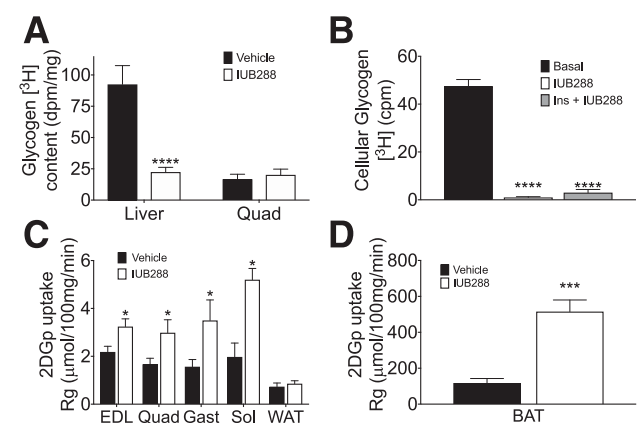 A
Glycogen [³H]
content (dpm/mg)
100
75
50
25
0
Vehicle
IUB288
****
Liver Quad
B
Cellular Glycogen
[³H] (cpm)
60
40
20
0
Basal
IUB288
Ins + IUB288
**** ****
C
2DGp uptake
Rg (μmol/100mg/min)
6
4
2
0
Vehicle
IUB288
* * * *
EDL Quad Gast Sol WAT
D
2DGp uptake
Rg (μmol/100mg/min)
800
600
400
200
0
Vehicle
IUB288
***
BAT